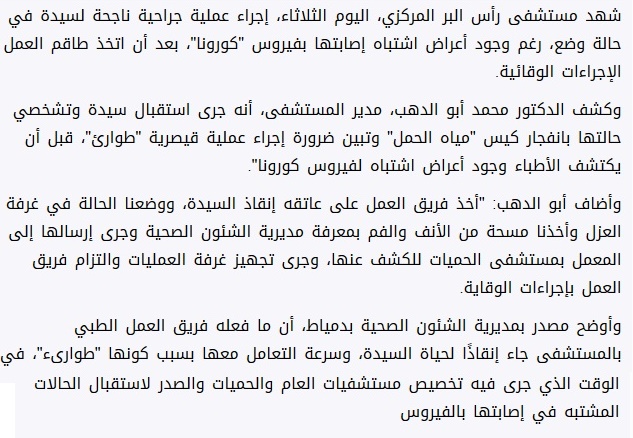 شهد مستشفى رأس البر المركزي، اليوم الثلاثاء، إجراء عملية جراحية ناجحة لسيدة في
حالة وضع، رغم وجود أعراض اشتباه إصابتها بفيروس "كورونا"، بعد أن اتخذ طاقم العمل
الإجراءات الوقائية.
وكشف الدكتور محمد أبو الدهب، مدير المستشفى، أنه جرى استقبال سيدة وتشخصي
حالتها بانفجار كيس "مياه الحمل" وتبين ضرورة إجراء عملية قيصرية "طوارئ"، قبل أن
يكتشف الأطباء وجود أعراض اشتباه لفيروس كورونا".
وأضاف أبو الدهب: "أخذ فريق العمل على عاتقه إنقاذ السيدة، ووضعنا الحالة في غرفة
العزل وأخذنا مسحة من الأنف والفم بمعرفة مديرية الشئون الصحية وجرى إرسالها إلى
المعمل بمستشفى الحميات للكشف عنها، وجرى تجهيز غرفة العمليات والتزام فريق
العمل بإجراءات الوقاية.
وأوضح مصدر بمديرية الشئون الصحية بدمياط، أن ما فعله فريق العمل الطبي
بالمستشفى جاء إنقاذًا لحياة السيدة، وسرعة التعامل معها بسبب كونها "طوارىء"، في
الوقت الذي جرى فيه تخصيص مستشفيات العام والحميات والصدر لاستقبال الحالات
المشتبه في إصابتها بالفيروس